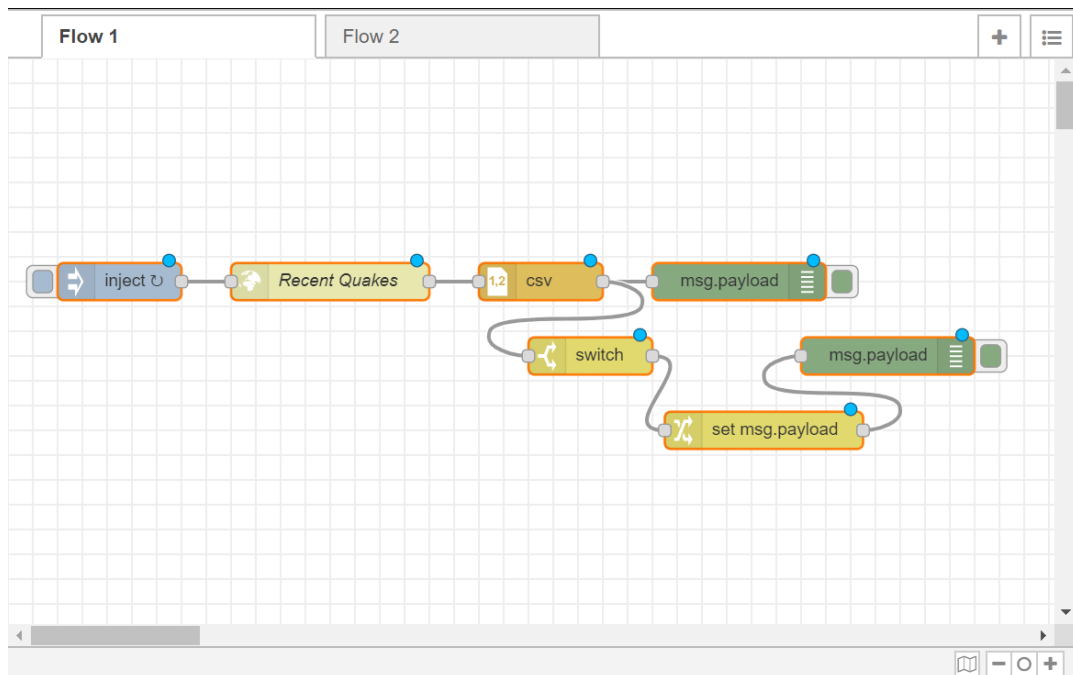 Flow 1
Flow 2
inject ↻
Recent Quakes
1,2
csv
msg.payload
switch
msg.payload
set msg.payload